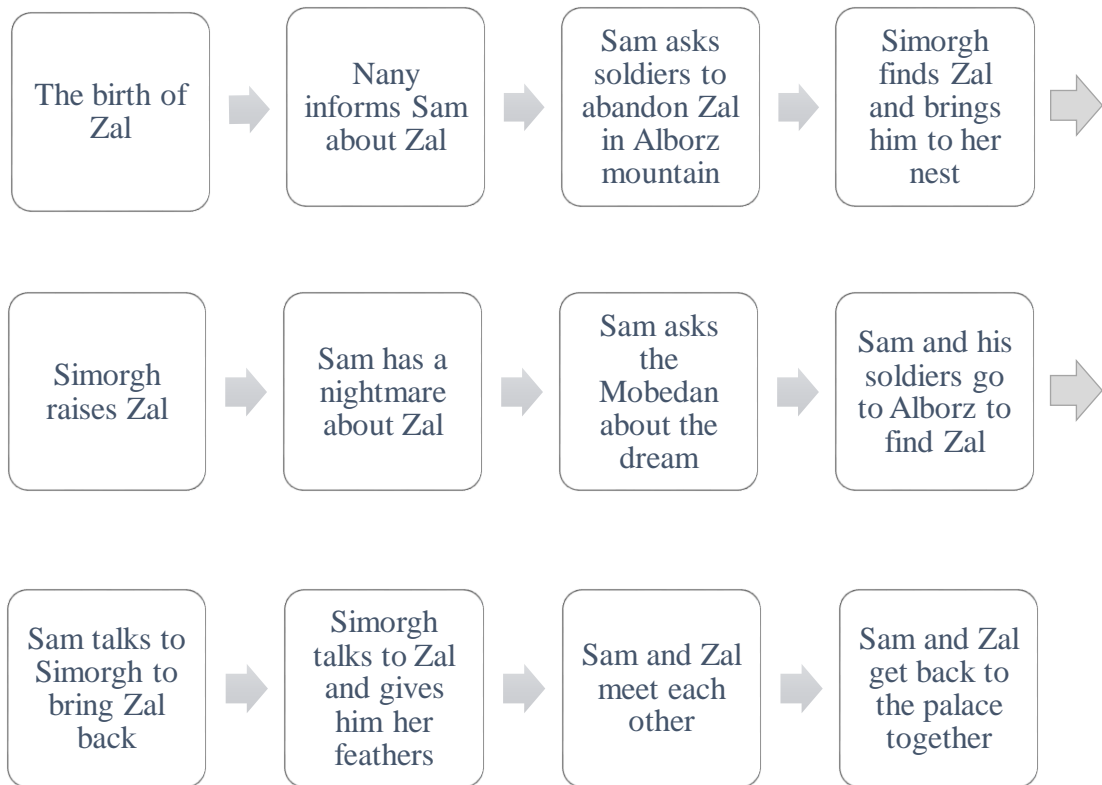 The birth of
Zal
Nany
informs Sam
about Zal
Sam asks
soldiers to
abandon Zal
in Alborz
mountain
Simorgh
finds Zal
and brings
him to her
nest
Simorgh
raises Zal
Sam has a
nightmare
about Zal
Sam asks
the
Mobedan
about the
dream
Sam and his
soldiers go
to Alborz to
find Zal
Sam talks to
Simorgh to
bring Zal
back
Simorgh
talks to Zal
and gives
him her
feathers
Sam and Zal
meet each
other
Sam and Zal
get back to
the palace
together